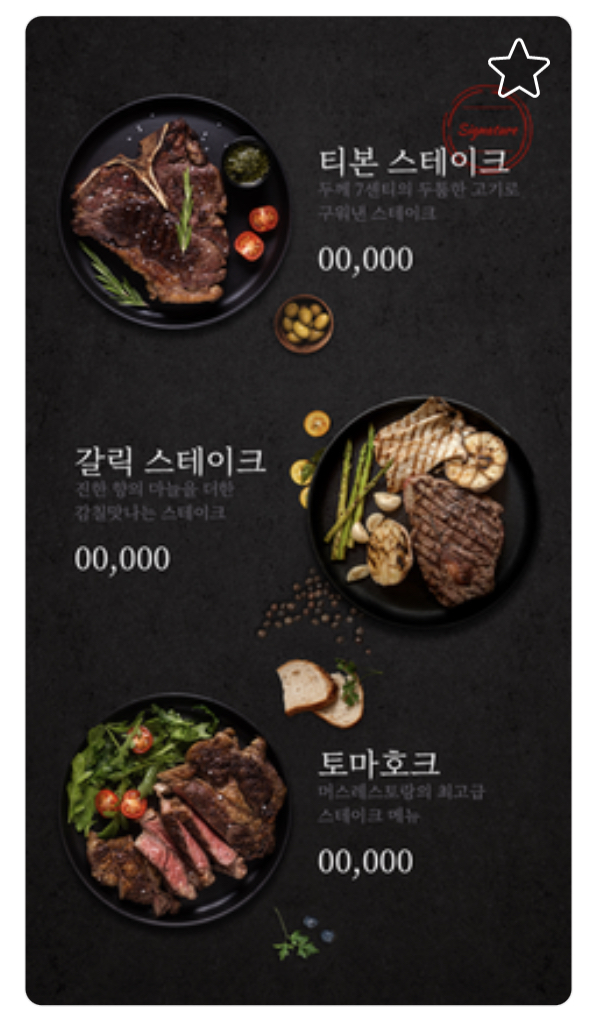 Signature
티본 스테이크
두께 7센티의 두툼한 고기로
구워낸 스테이크
00,000
갈릭 스테이크
진한 향의 마늘을 더한
감칠맛나는 스테이크
00,000
토마호크
머스레스토랑의 최고급
스테이크 메뉴
00,000